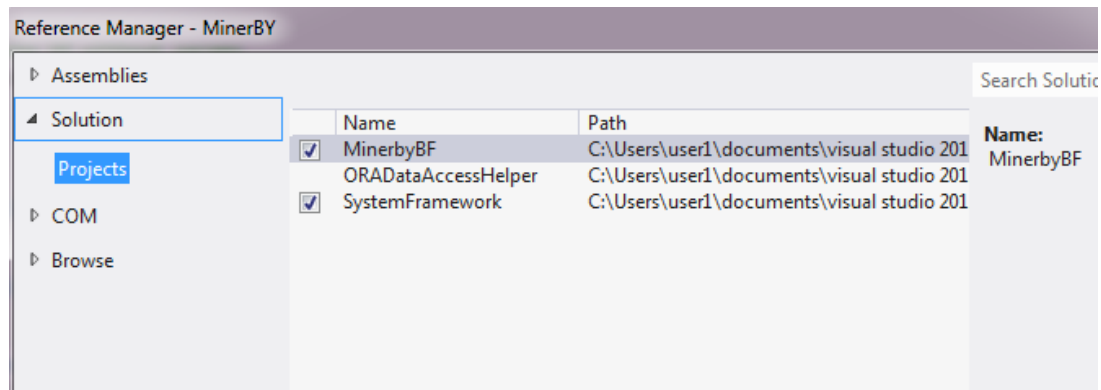 Reference Manager - MinerBY
Assemblies
Solution
Projects
COM
Browse
Name Path
MinerbyBF C:\Users\user1\documents\visual studio 201
ORADataAccessHelper C:\Users\user1\documents\visual studio 201
SystemFramework C:\Users\user1\documents\visual studio 201
Search Solutic
Name:
MinerbyBF